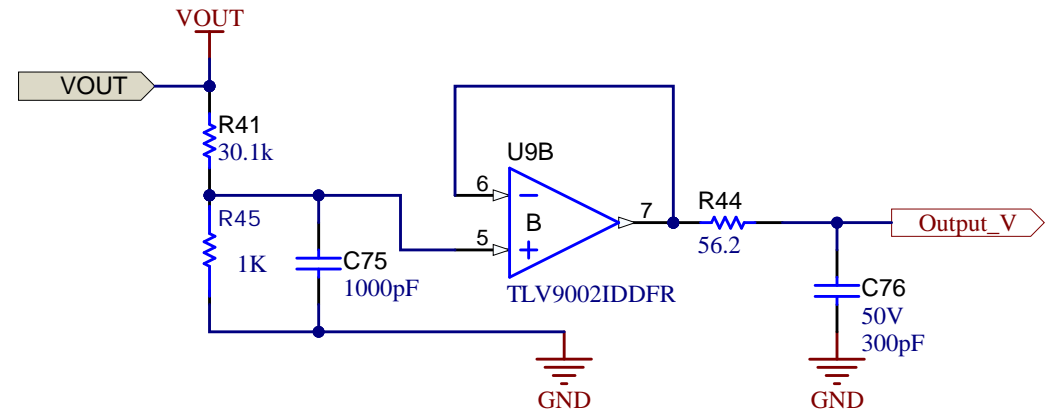 VOUT
VOUT
R41
30.1k
R45
1K
C75
1000pF
U9B
6
5
B
7
TLV9002IDDFR
R44
56.2
Output_V
C76
50V
300pF
GND
GND